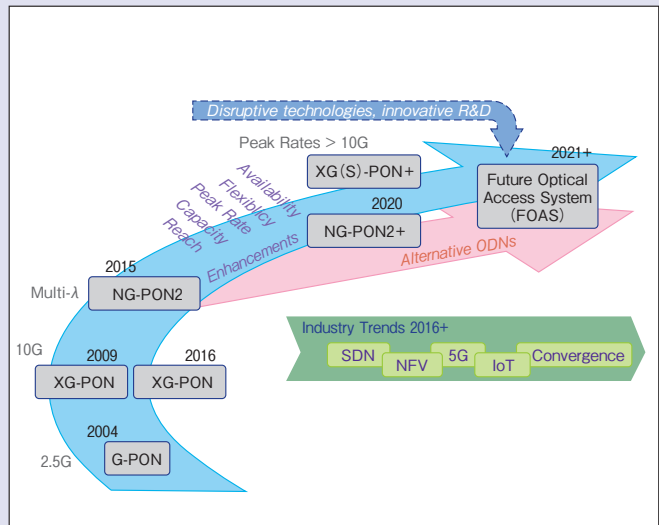 Disruptive technologies, innovative R&D
Peak Rates > 10G
2021+
XG(S)-PON+
Future Optical
Access System
(FOAS)
Availability
Flexiblicy
Peak Rate
Capacity
Reach
2020
NG-PON2+
Enhancements
Alternative ODNs
2015
Multi-λ
NG-PON2
Industry Trends 2016+
SDN
NFV
5G
IoT
Convergence
10G
2009
2016
XG-PON
XG-PON
2004
2.5G
G-PON